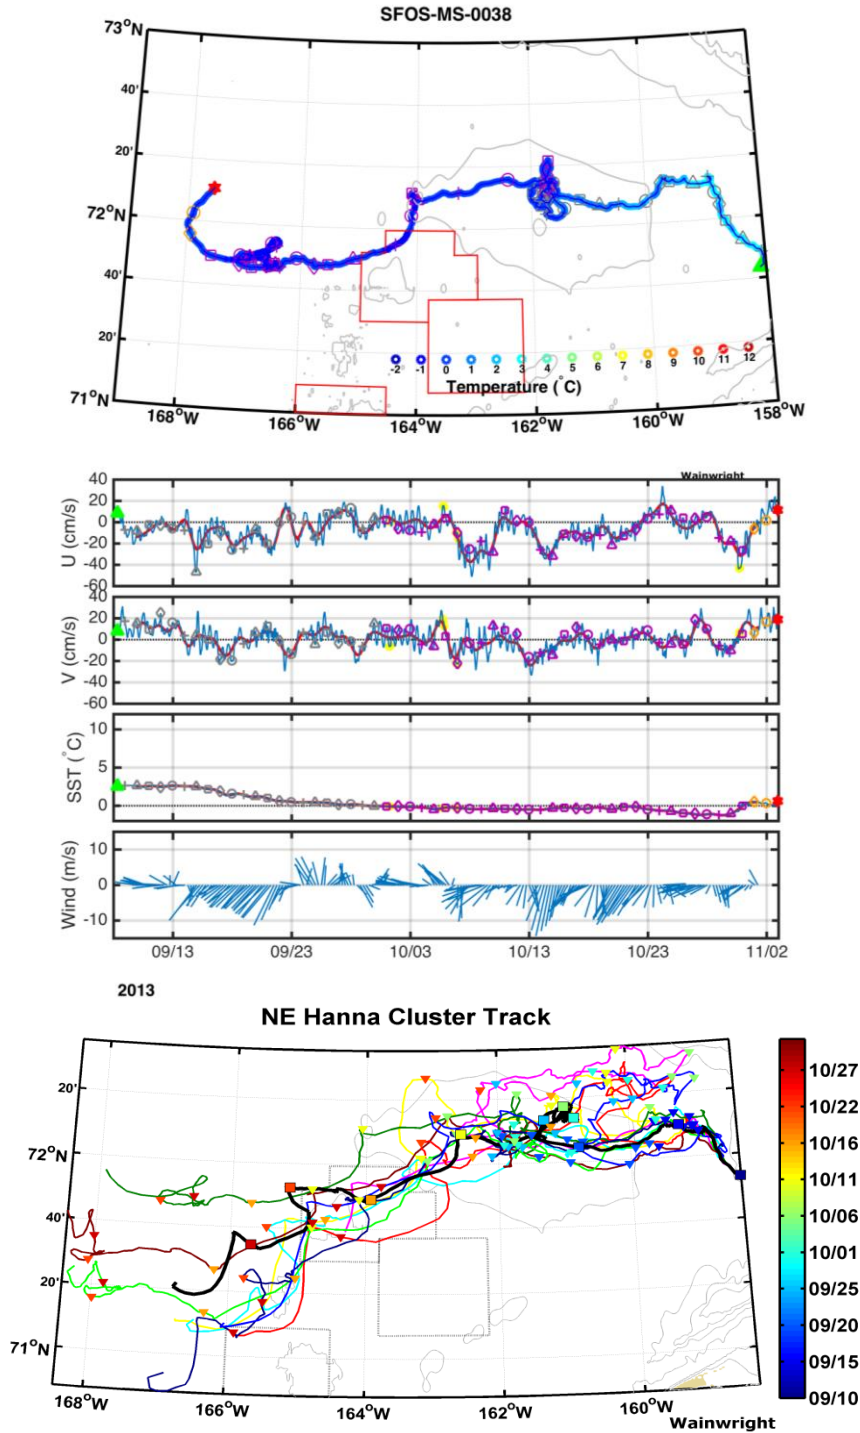 SFOS-MS-0038
73°N
40'
20'
72°N
40'
20'
71°N
-2 -1 0 1 2 3 4 5 6 7 8 9 10 11 12
Temperature (°C)
168°W 166°W 164°W 162°W 160°W 158°W
Wainwright
40
20
0
-20
-40
-60
U (cm/s)
40
20
0
-20
-40
-60
V (cm/s)
10
5
0
SST (°C)
10
0
-10
Wind (m/s)
09/13 09/23 10/03 10/13 10/23 11/02
2013
NE Hanna Cluster Track
20'
72°N
40'
20'
71°N
168°W 166°W 164°W 162°W 160°W
Wainwright
10/27
10/22
10/16
10/11
10/06
10/01
09/25
09/20
09/15
09/10